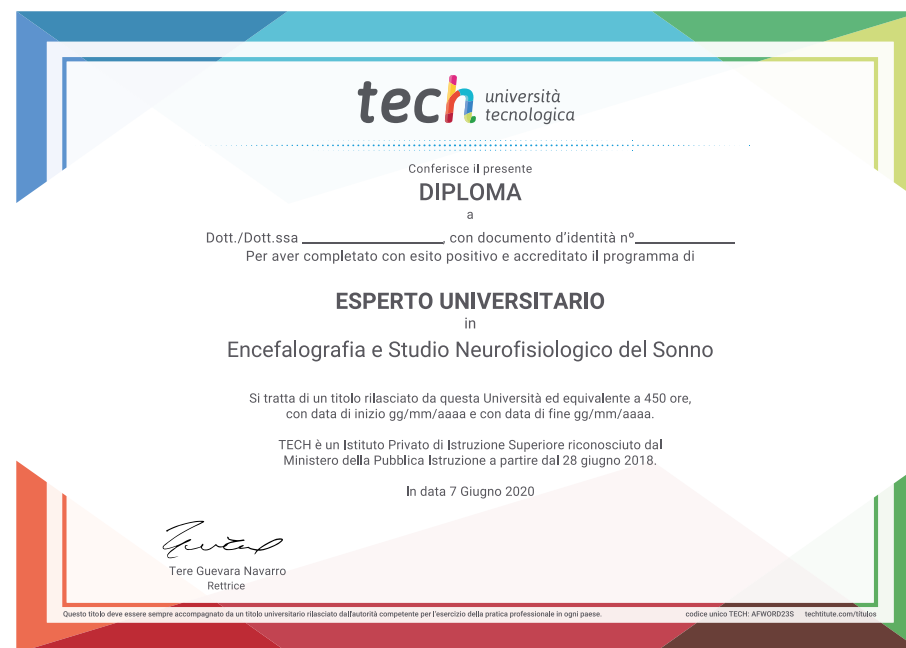 tech università
tecnologica
Conferisce il presente
DIPLOMA
a
Dott./Dott.ssa ________________, con documento d'identità nº____________
Per aver completato con esito positivo e accreditato il programma di
ESPERTO UNIVERSITARIO
in
Encefalografia e Studio Neurofisiologico del Sonno
Si tratta di un titolo rilasciato da questa Università ed equivalente a 450 ore,
con data di inizio gg/mm/aaaa e con data di fine gg/mm/aaaa.
TECH è un Istituto Privato di Istruzione Superiore riconosciuto dal
Ministero della Pubblica Istruzione a partire dal 28 giugno 2018.
In data 7 Giugno 2020
Tere Guevara Navarro
Rettrice
Questo titolo deve essere sempre accompagnato da un titolo universitario rilasciato dall'autorità competente per l'esercizio della pratica professionale in ogni paese.
codice unico TECH: AFWORD23S techtitute.com/titulos